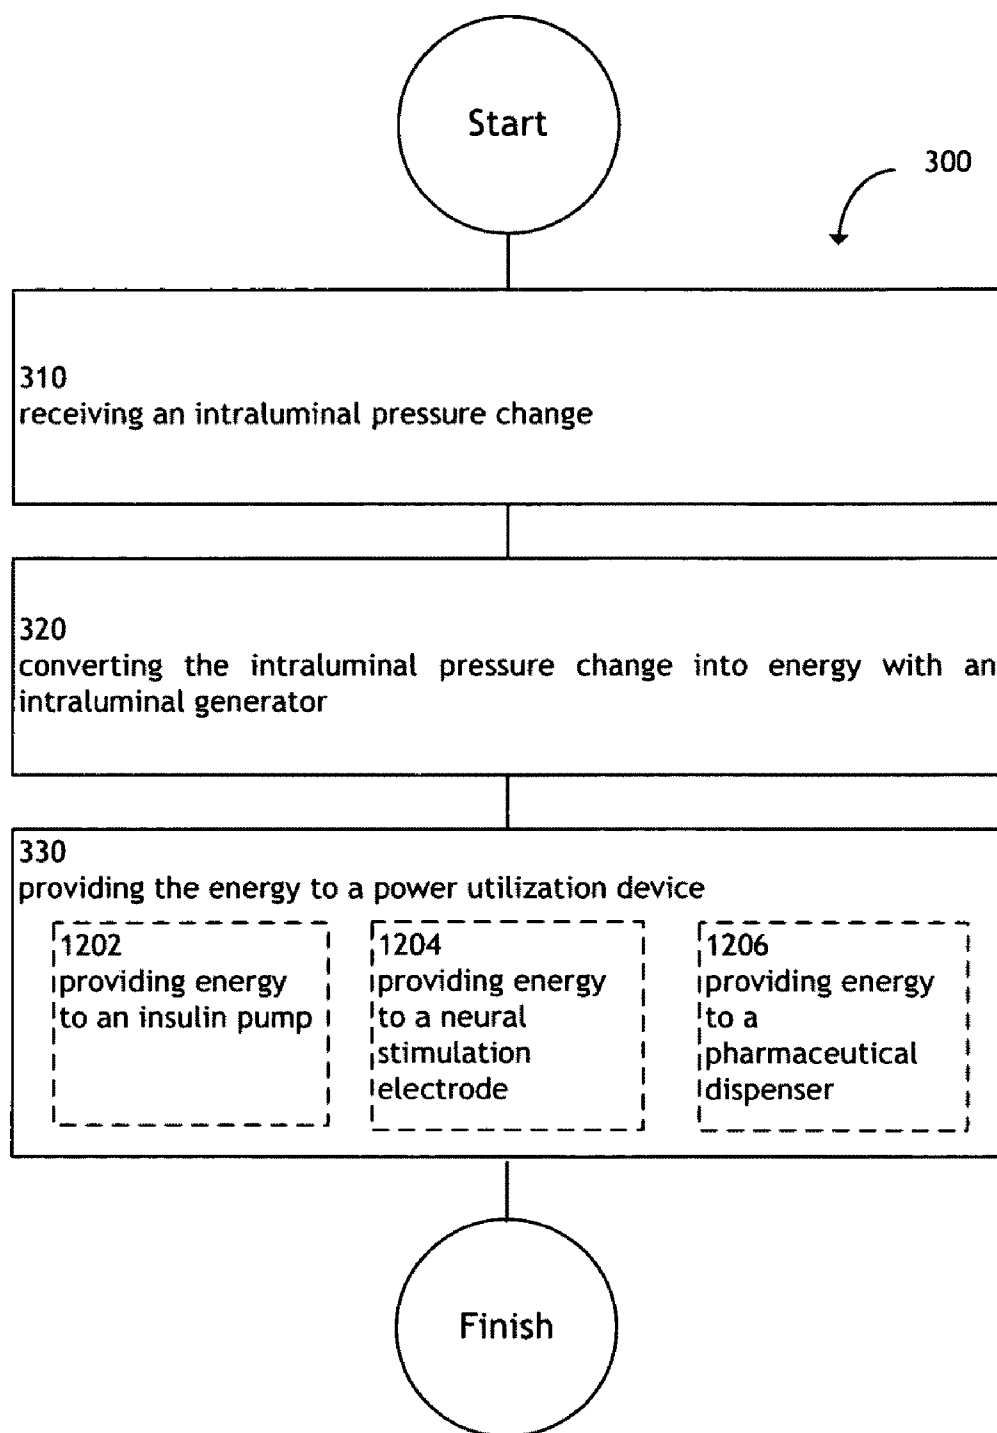 Start
300
310
receiving an intraluminal pressure change
320
converting the intraluminal pressure change into energy with an
intraluminal generator
330
providing the energy to a power utilization device
1202
providing energy
to an insulin pump
1204
providing energy
to a neural
stimulation
electrode
1206
providing energy
to a
pharmaceutical
dispenser
Finish